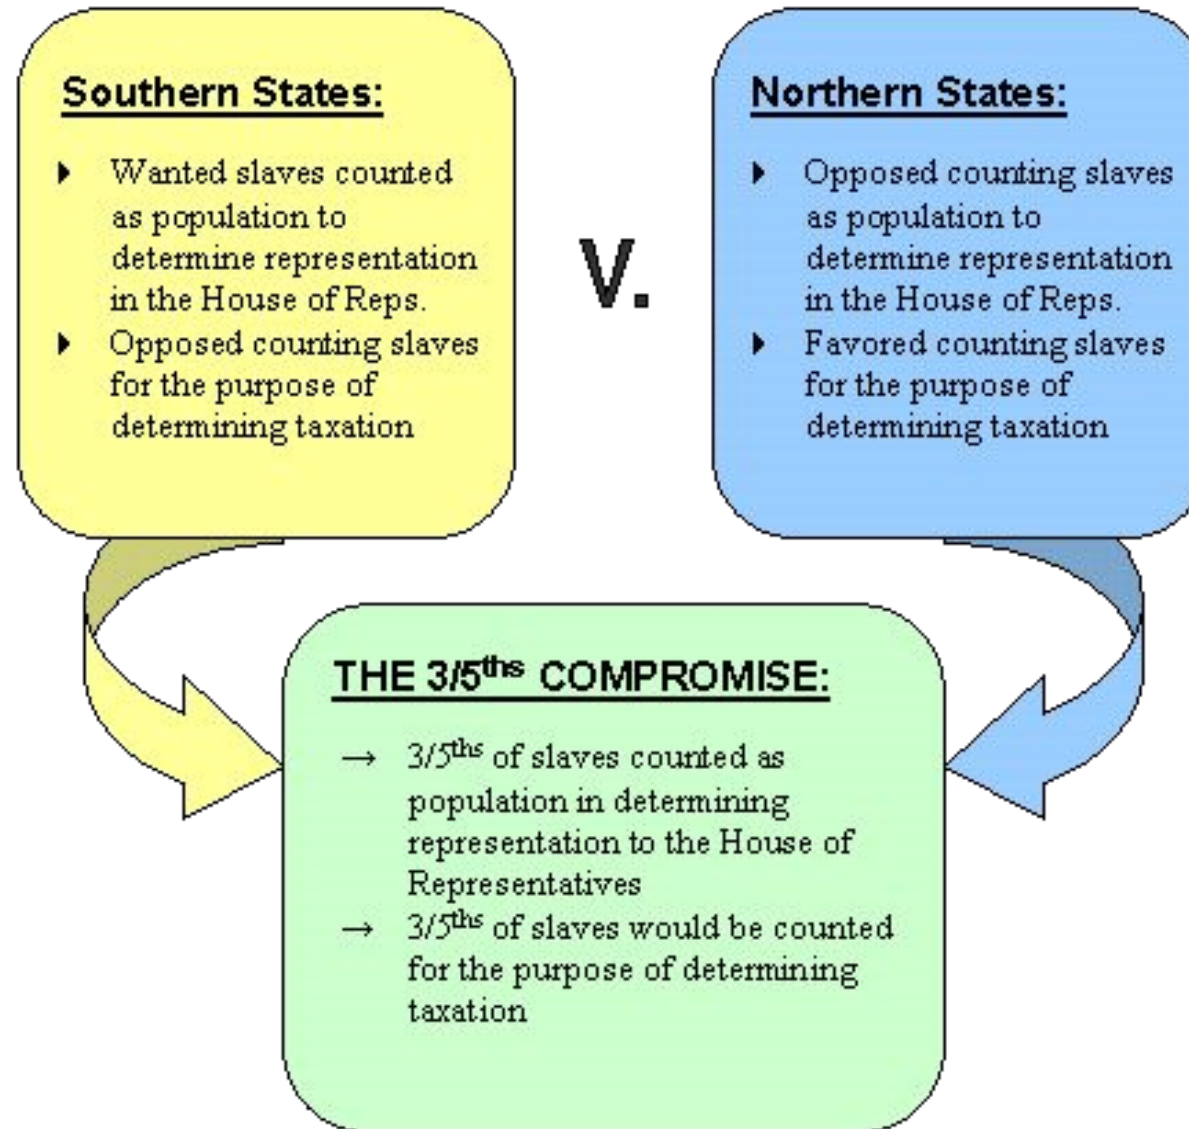 Southern States:
‣ Wanted slaves counted
as population to
determine representation
in the House of Reps.
‣ Opposed counting slaves
for the purpose of
determining taxation
V.
Northern States:
‣ Opposed counting slaves
as population to
determine representation
in the House of Reps.
‣ Favored counting slaves
for the purpose of
determining taxation
THE 3/5ths COMPROMISE:
→ 3/5ths of slaves counted as
population in determining
representation to the House of
Representatives
→ 3/5ths of slaves would be counted
for the purpose of determining
taxation